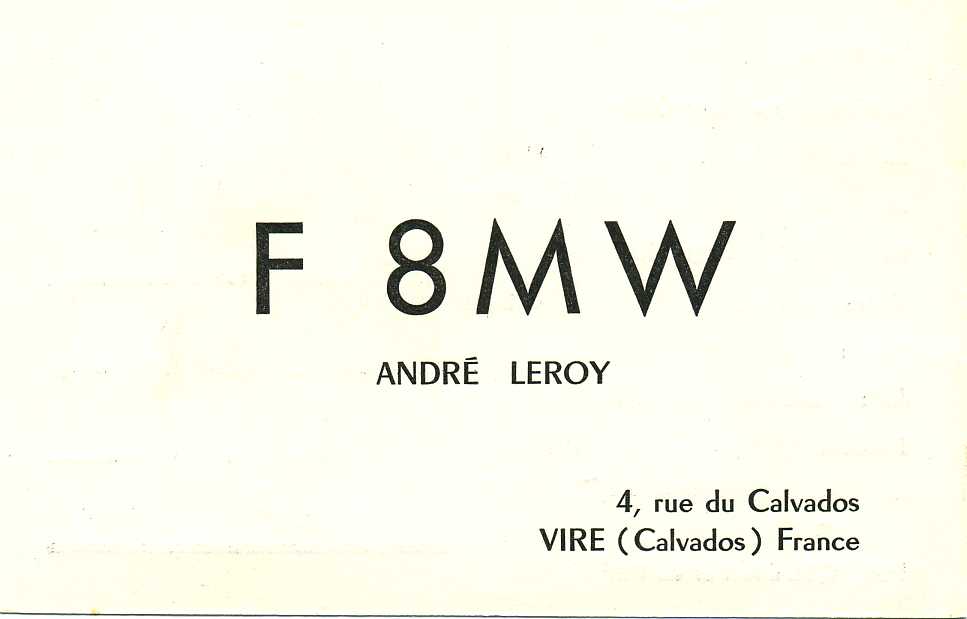 F 8MW
ANDRÉ LEROY
4, rue du Calvados
VIRE (Calvados) France